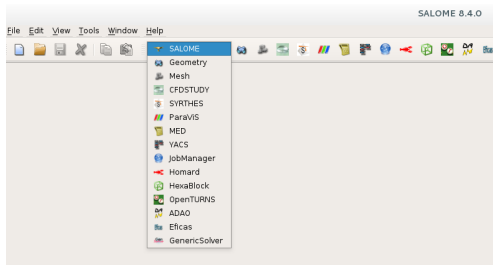 SALOME 8.4.0
File Edit View Tools Window Help
SALOME
Geometry
Mesh
CFDSTUDY
SYRTHES
ParaViS
MED
YACS
JobManager
Homard
HexaBlock
OpenTURNS
ADAO
Eficas
GenericSolver